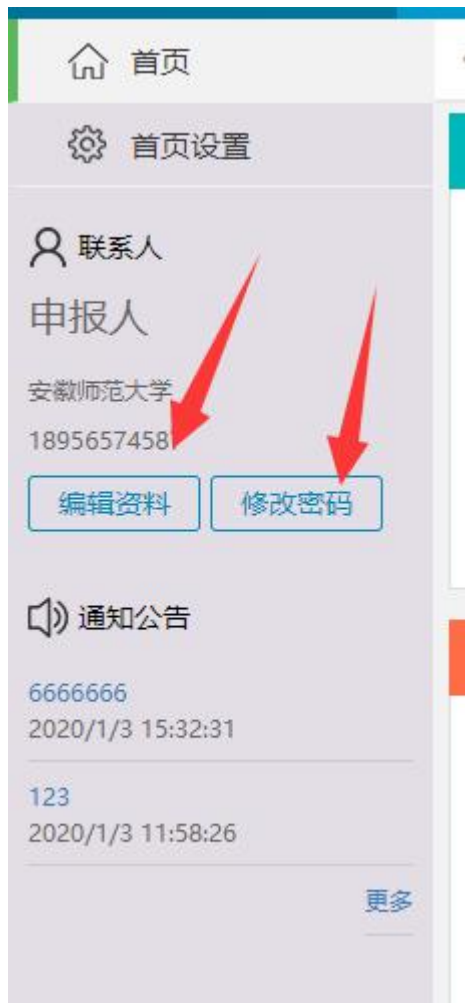 首页
首页设置
联系人
申报人
安徽师范大学
1895657458
编辑资料 修改密码
通知公告
6666666
2020/1/3 15:32:31
123
2020/1/3 11:58:26
更多